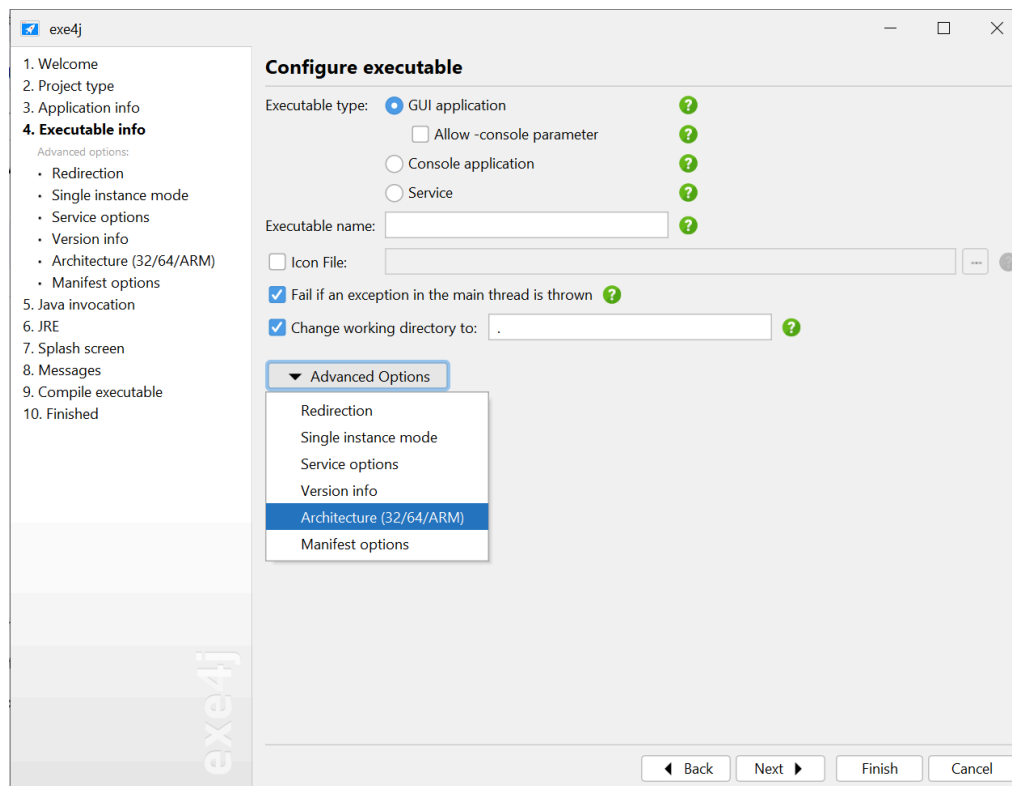 exe4j
1. Welcome
2. Project type
3. Application info
4. Executable info
Advanced options:
• Redirection
• Single instance mode
• Service options
• Version info
• Architecture (32/64/ARM)
• Manifest options
5. Java invocation
6. JRE
7. Splash screen
8. Messages
9. Compile executable
10. Finished
exe4j
Configure executable
Executable type: GUI application ?
Allow -console parameter ?
Console application ?
Service ?
Executable name: ?
Icon File: ... ?
Fail if an exception in the main thread is thrown ?
Change working directory to: . ?
Advanced Options
Redirection
Single instance mode
Service options
Version info
Architecture (32/64/ARM)
Manifest options
Back Next Finish Cancel